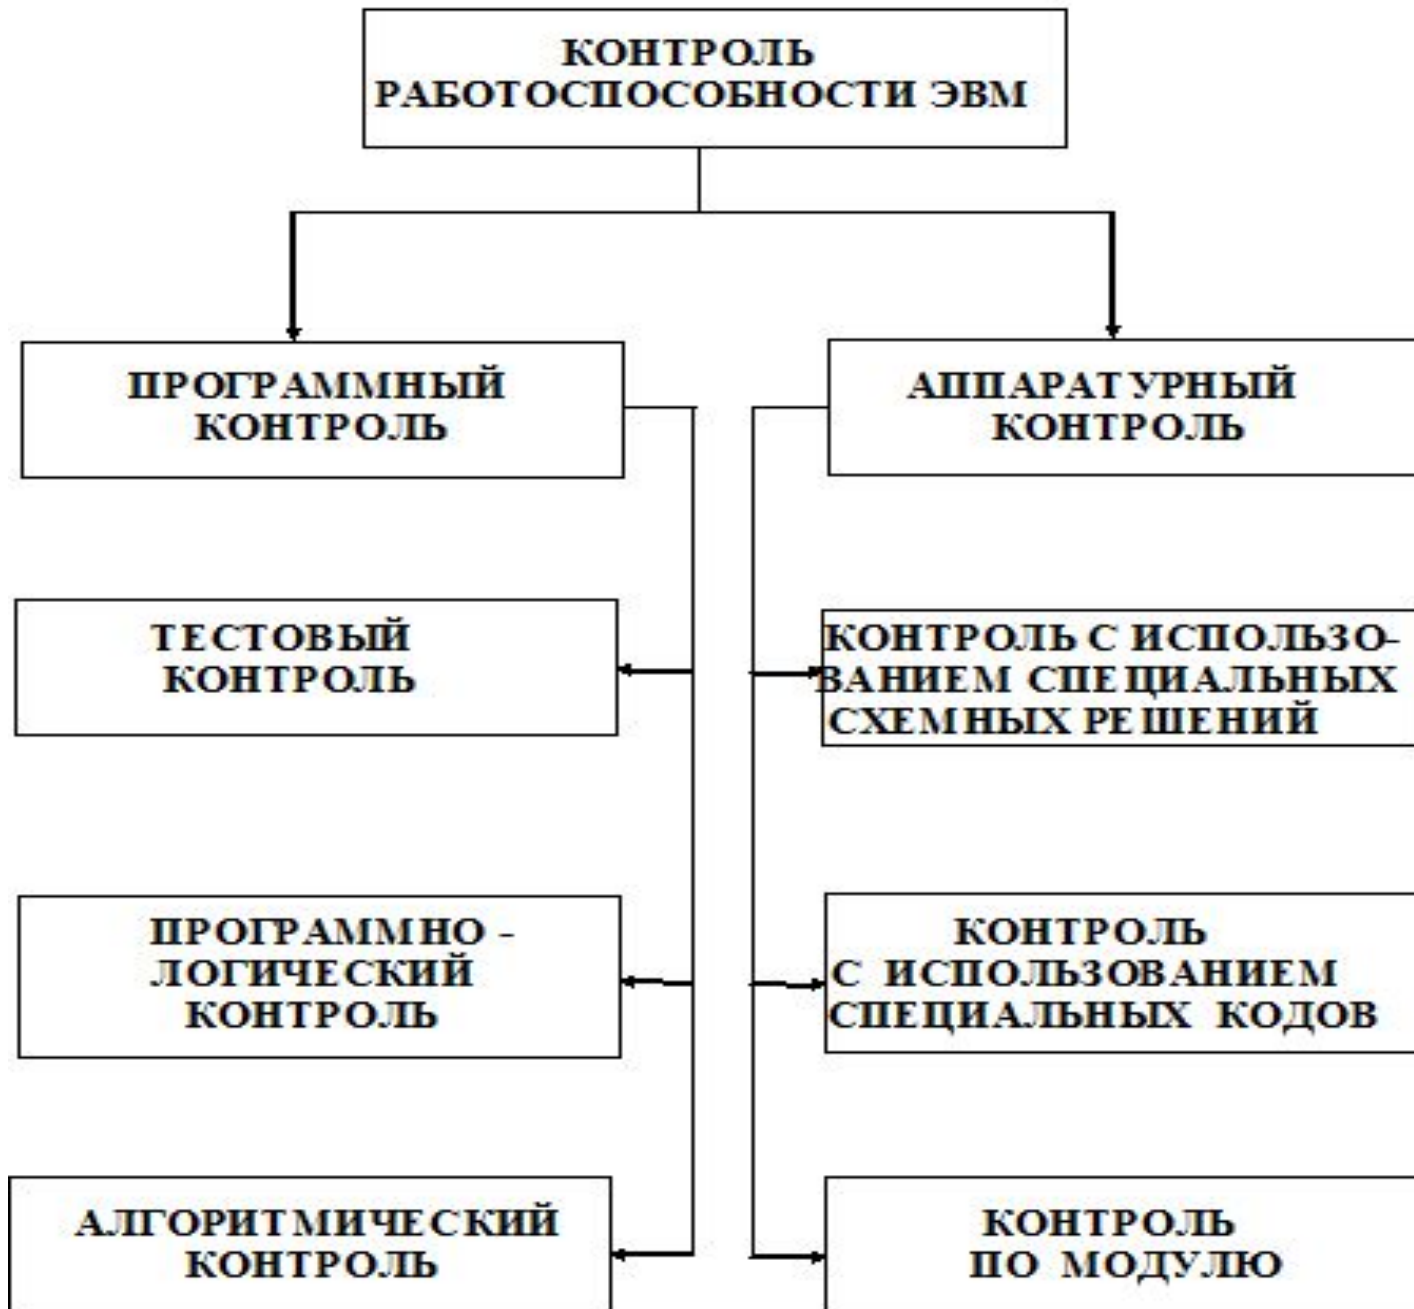 КОНТРОЛЬ
РАБОТОСПОСОБНОСТИ ЭВМ
ПРОГРАММНЫЙ
КОНТРОЛЬ
АППАРАТУРНЫЙ
КОНТРОЛЬ
ТЕСТОВЫЙ
КОНТРОЛЬ
КОНТРОЛЬ С ИСПОЛЬЗО-
ВАНИЕМ СПЕЦИАЛЬНЫХ
СХЕМНЫХ РЕШЕНИЙ
ПРОГРАММНО -
ЛОГИЧЕСКИЙ
КОНТРОЛЬ
КОНТРОЛЬ
С ИСПОЛЬЗОВАНИЕМ
СПЕЦИАЛЬНЫХ КОДОВ
АЛГОРИТМИЧЕСКИЙ
КОНТРОЛЬ
КОНТРОЛЬ
ПО МОДУЛЮ